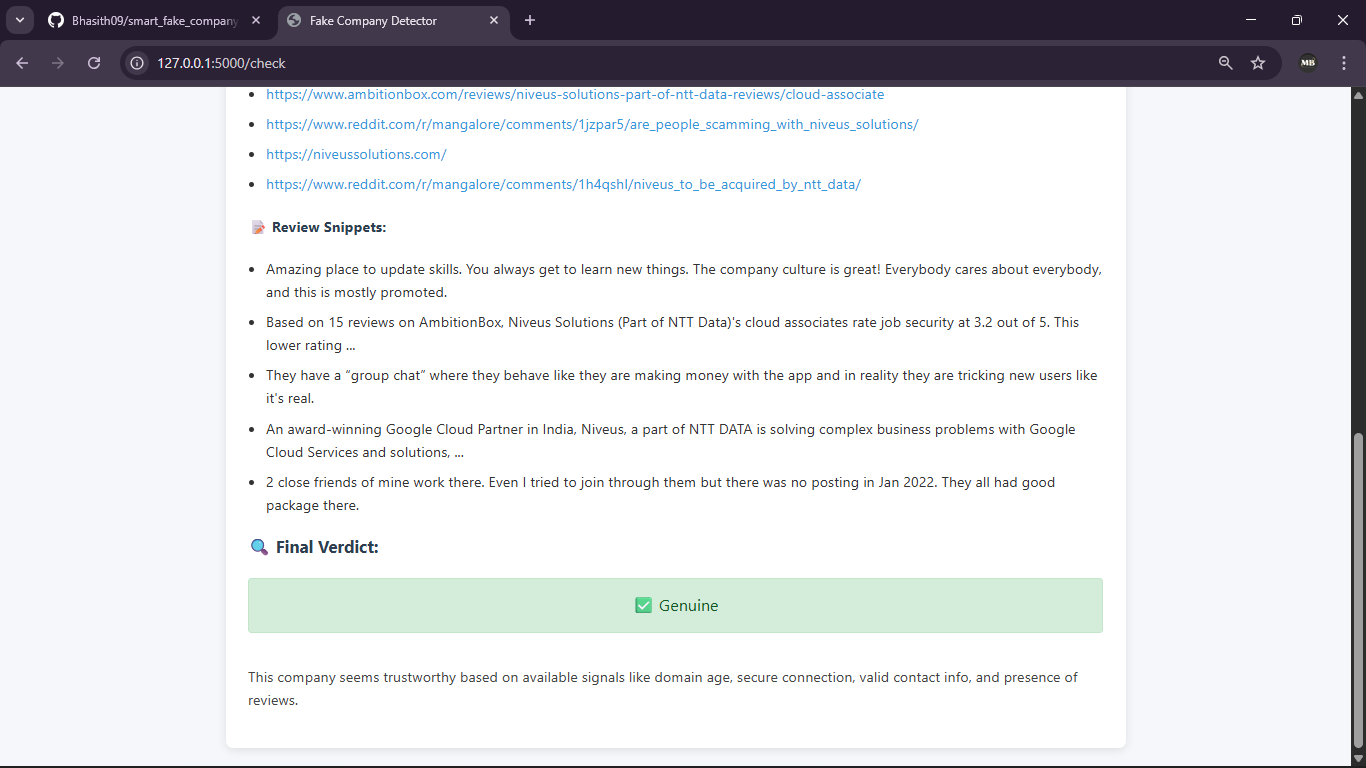 Bhasith09/smart_fake_company
Fake Company Detector
127.0.0.1:5000/check
MB
https://www.ambitionbox.com/reviews/niveus-solutions-part-of-ntt-data-reviews/cloud-associate
https://www.reddit.com/r/mangalore/comments/1jzpar5/are_people_scamming_with_niveus_solutions/
https://niveussolutions.com/
https://www.reddit.com/r/mangalore/comments/1h4qshl/niveus_to_be_acquired_by_ntt_data/
Review Snippets:
Amazing place to update skills. You always get to learn new things. The company culture is great! Everybody cares about everybody,
and this is mostly promoted.
Based on 15 reviews on AmbitionBox, Niveus Solutions (Part of NTT Data)'s cloud associates rate job security at 3.2 out of 5. This
lower rating ...
They have a “group chat” where they behave like they are making money with the app and in reality they are tricking new users like
it's real.
An award-winning Google Cloud Partner in India, Niveus, a part of NTT DATA is solving complex business problems with Google
Cloud Services and solutions, ...
2 close friends of mine work there. Even I tried to join through them but there was no posting in Jan 2022. They all had good
package there.
Final Verdict:
Genuine
This company seems trustworthy based on available signals like domain age, secure connection, valid contact info, and presence of
reviews.